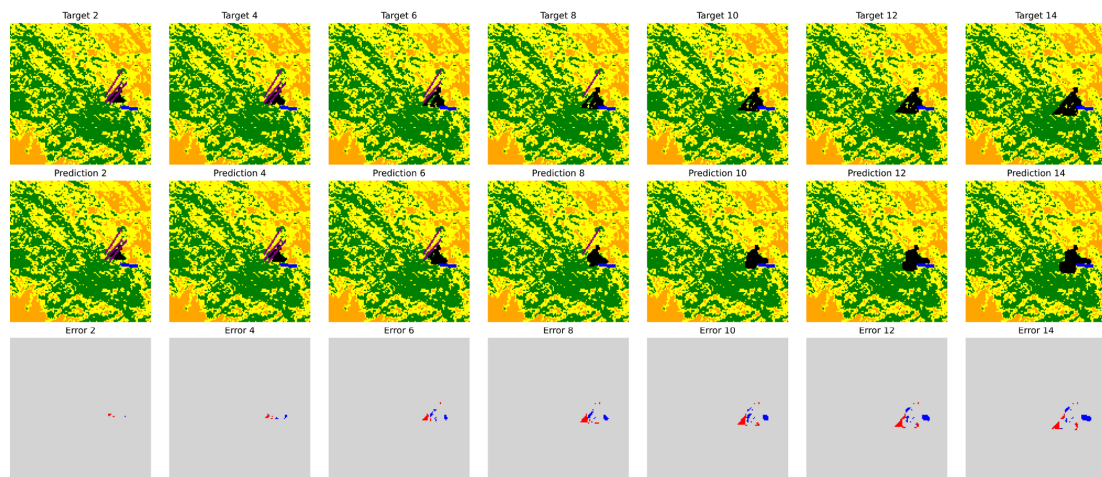 Target 2
Target 4
Target 6
Target 8
Target 10
Target 12
Target 14
Prediction 2
Prediction 4
Prediction 6
Prediction 8
Prediction 10
Prediction 12
Prediction 14
Error 2
Error 4
Error 6
Error 8
Error 10
Error 12
Error 14